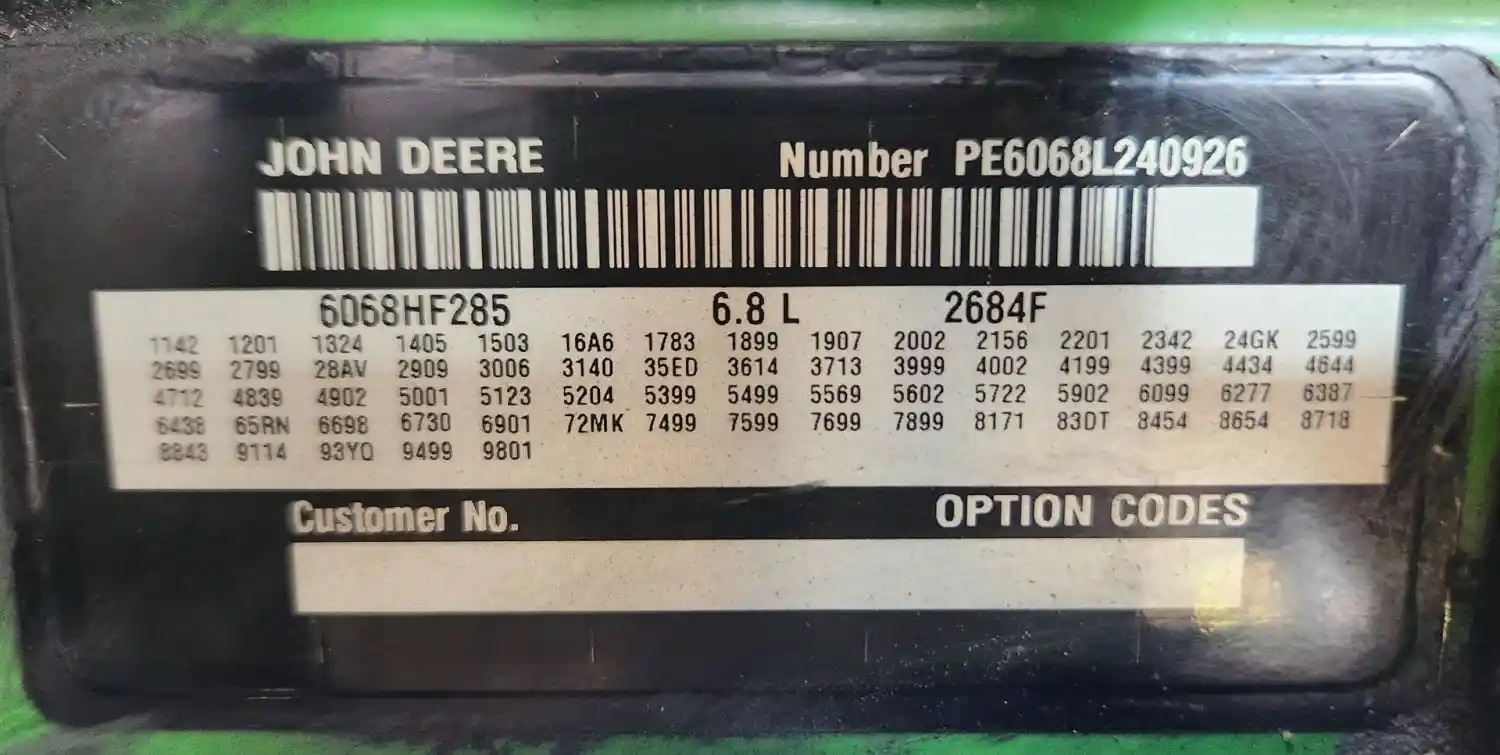 JOHN DEERE Number PE6068L240926
6068HF285 6.8 L 2684F
1142 1201 1324 1405 1503 16A6 1783 1899 1907 2002 2156 2201 2342 24GK 2599
2699 2799 28AV 2909 3006 3140 35ED 3614 3713 3999 4002 4199 4399 4434 4644
4712 4839 4902 5001 5123 5204 5399 5499 5569 5602 5722 5902 6099 6277 6387
6438 65RN 6698 6730 6901 72MK 7499 7599 7699 7899 8171 83DT 8454 8654 8718
8843 9114 93YQ 9499 9801
Customer No. OPTION CODES